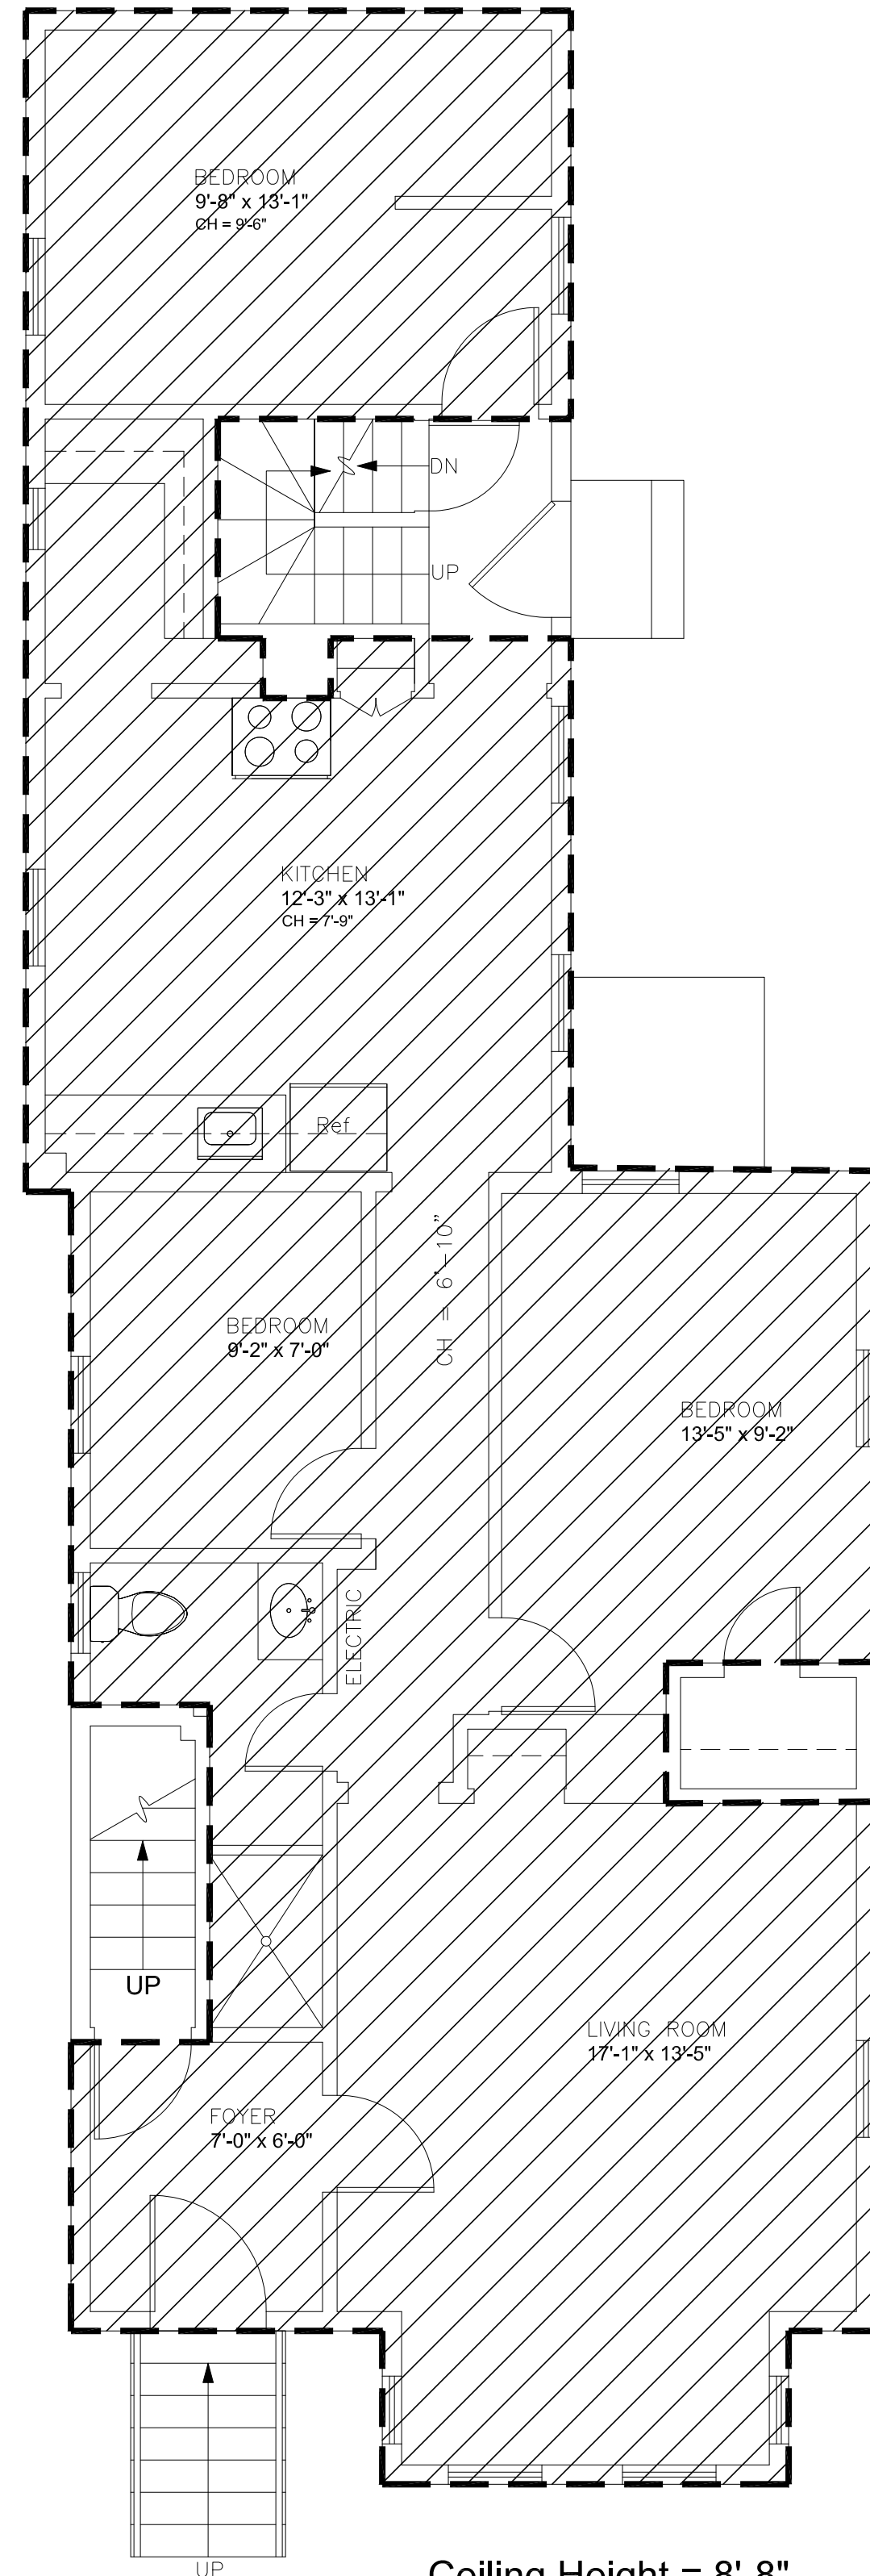 BEDROOM
9'-8" x 13'-1"
CH = 9'-6"
DN
UP
KITCHEN
12'-3" x 13'-1"
CH = 7'-9"
Ref
CH = 6'-10"
BEDROOM
9'-2" x 7'-0"
BEDROOM
13'-5" x 9'-2"
ELECTRIC
UP
LIVING ROOM
17'-1" x 13'-5"
FOYER
7'-0" x 6'-0"
UP
Ceiling Height = 8'-8"